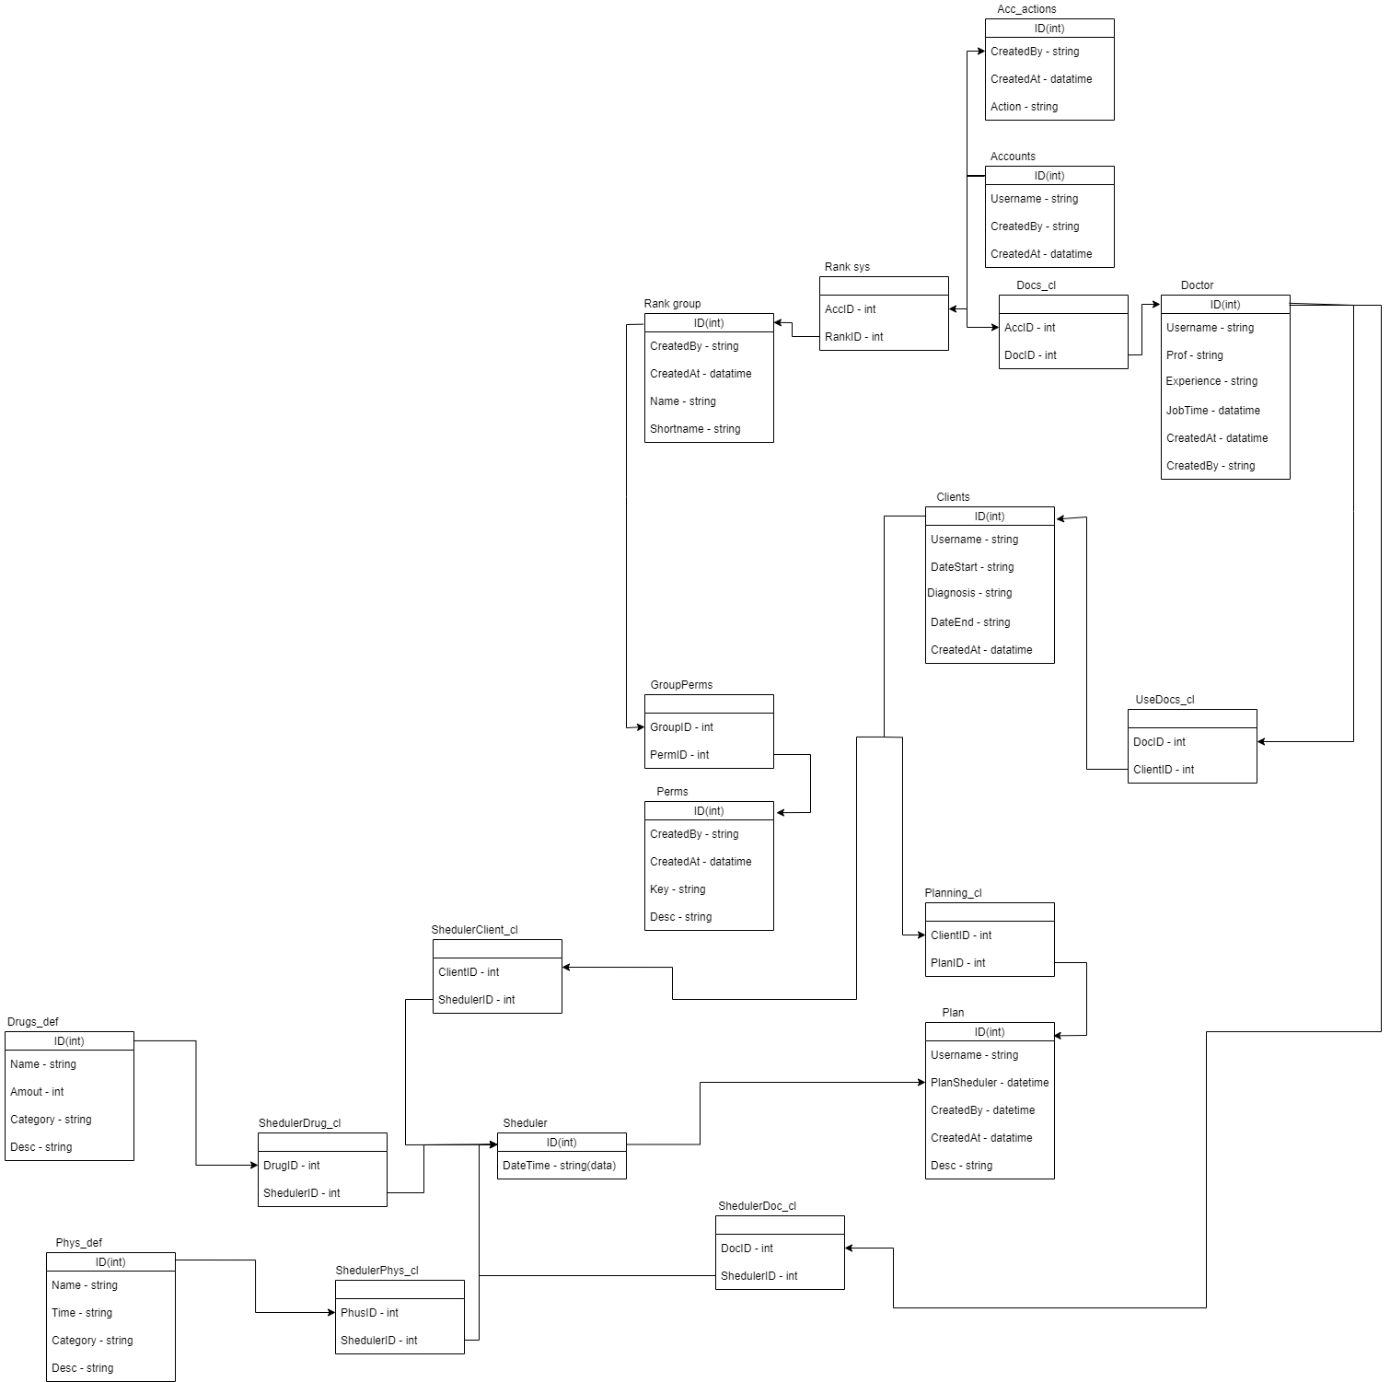 Acc_actions
ID(int)
CreatedBy - string
CreatedAt - datatime
Action - string
Accounts
ID(int)
Username - string
CreatedBy - string
CreatedAt - datatime
Rank sys
AccID - int
RankID - int
Docs_cl
AccID - int
DocID - int
Doctor
ID(int)
Username - string
Prof - string
Experience - string
JobTime - datatime
CreatedAt - datatime
CreatedBy - string
Rank group
ID(int)
CreatedBy - string
CreatedAt - datatime
Name - string
Shortname - string
Clients
ID(int)
Username - string
DateStart - string
Diagnosis - string
DateEnd - string
CreatedAt - datatime
GroupPerms
GroupID - int
PermID - int
UseDocs_cl
DocID - int
ClientID - int
Perms
ID(int)
CreatedBy - string
CreatedAt - datatime
Key - string
Desc - string
Planning_cl
ClientID - int
PlanID - int
ShedulerClient_cl
ClientID - int
ShedulerID - int
Plan
ID(int)
Username - string
PlanSheduler - datetime
CreatedBy - datetime
CreatedAt - datatime
Desc - string
Drugs_def
ID(int)
Name - string
Amout - int
Category - string
Desc - string
ShedulerDrug_cl
DrugID - int
ShedulerID - int
Sheduler
ID(int)
DateTime - string(data)
ShedulerDoc_cl
DocID - int
ShedulerID - int
Phys_def
ID(int)
Name - string
Time - string
Category - string
Desc - string
ShedulerPhys_cl
PhusID - int
ShedulerID - int